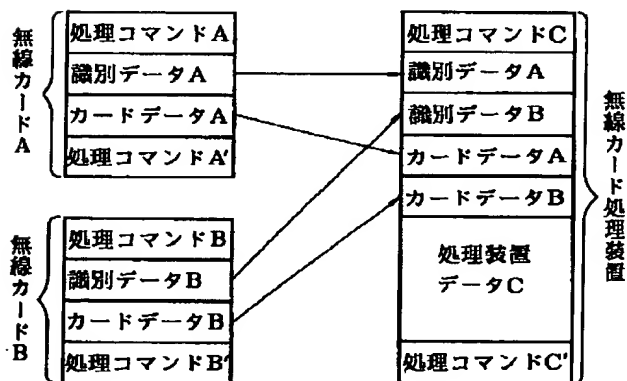 無線カードA
処理コマンドA
識別データA
カードデータA
処理コマンドA'
無線カードB
処理コマンドB
識別データB
カードデータB
処理コマンドB'
処理コマンドC
識別データA
識別データB
カードデータA
カードデータB
処理装置
データC
処理コマンドC'
無線カード処理装置